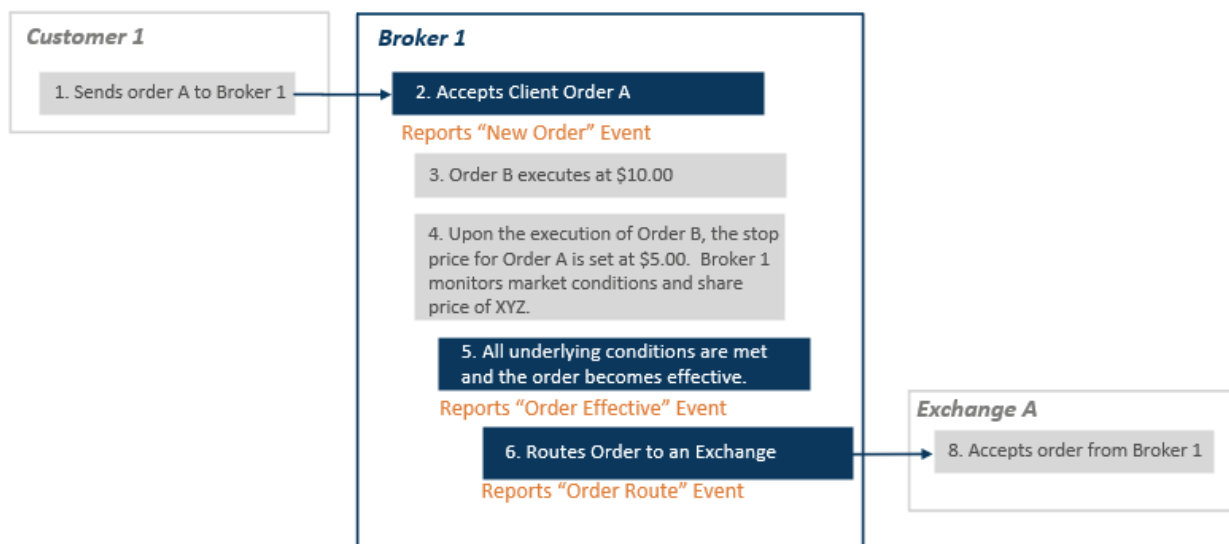 Customer 1
1. Sends order A to Broker 1
Broker 1
2. Accepts Client Order A
Reports “New Order” Event
3. Order B executes at $10.00
4. Upon the execution of Order B, the stop
price for Order A is set at $5.00.  Broker 1
monitors market conditions and share
price of XYZ.
5. All underlying conditions are met
and the order becomes effective.
Reports “Order Effective” Event
6. Routes Order to an Exchange
Reports “Order Route” Event
Exchange A
8. Accepts order from Broker 1